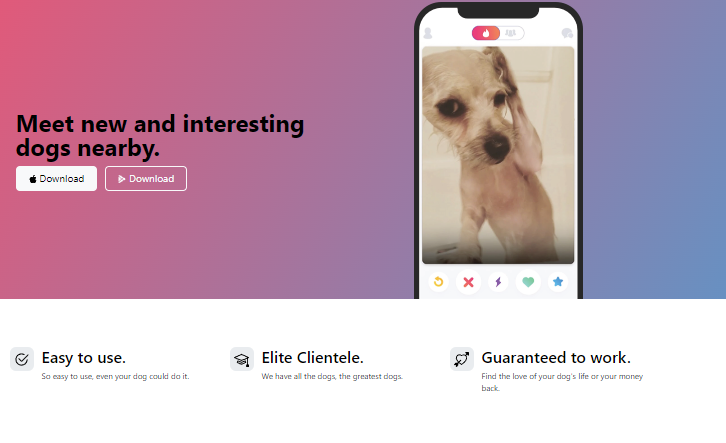 Meet new and interesting
dogs nearby.
Download
Download
Easy to use.
So easy to use, even your dog could do it.
Elite Clientele.
We have all the dogs, the greatest dogs.
Guaranteed to work.
Find the love of your dog's life or your money
back.